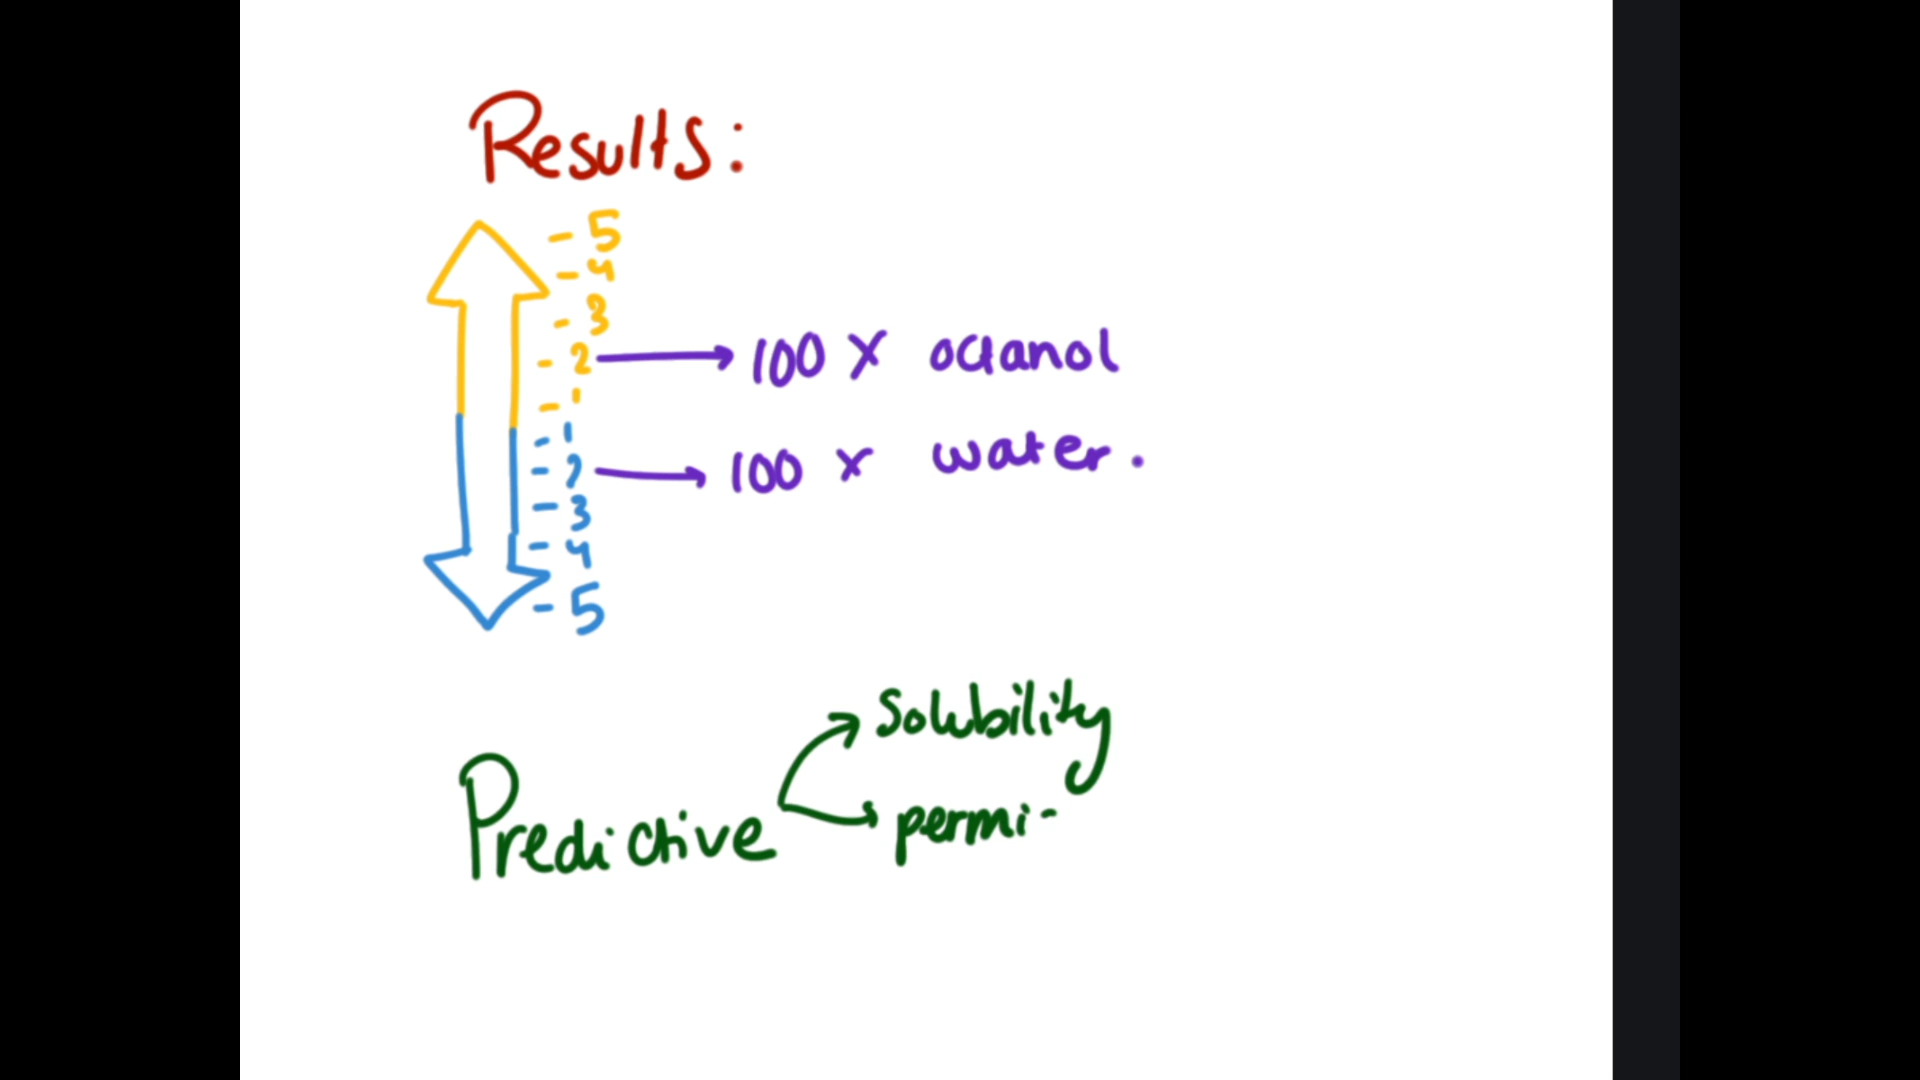 Results:
- 5
- 4
- 3
- 2 → 100 x octanol
- 1
- 1
- 2 → 100 x water.
- 3
- 4
- 5
solubility
Predictive
permi-